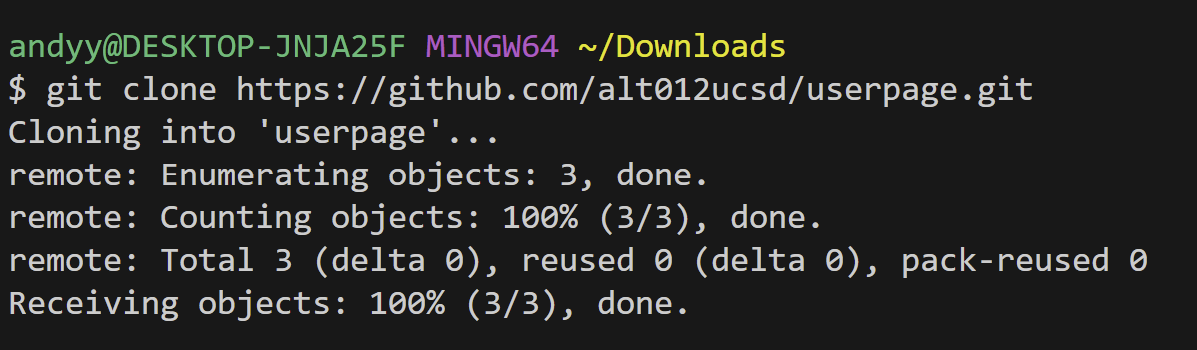 andyy@DESKTOP-JNJA25F MINGW64 ~/Downloads
$ git clone https://github.com/alt012ucsd/userpage.git
Cloning into 'userpage'...
remote: Enumerating objects: 3, done.
remote: Counting objects: 100% (3/3), done.
remote: Total 3 (delta 0), reused 0 (delta 0), pack-reused 0
Receiving objects: 100% (3/3), done.